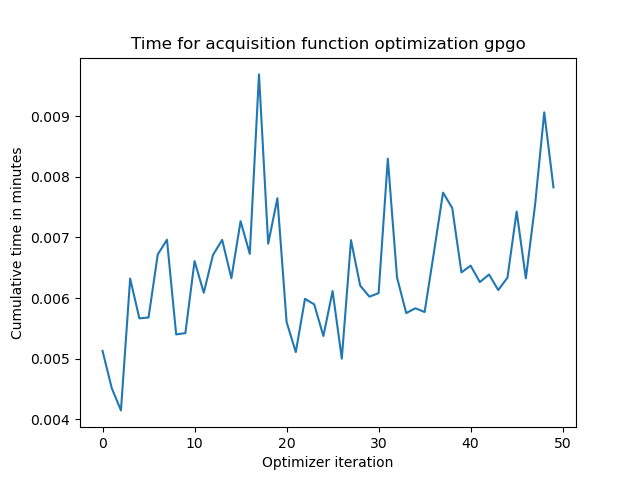 Time for acquisition function optimization gpgo
Cumulative time in minutes
0.009
0.008
0.007
0.006
0.005
0.004
0 10 20 30 40 50
Optimizer iteration